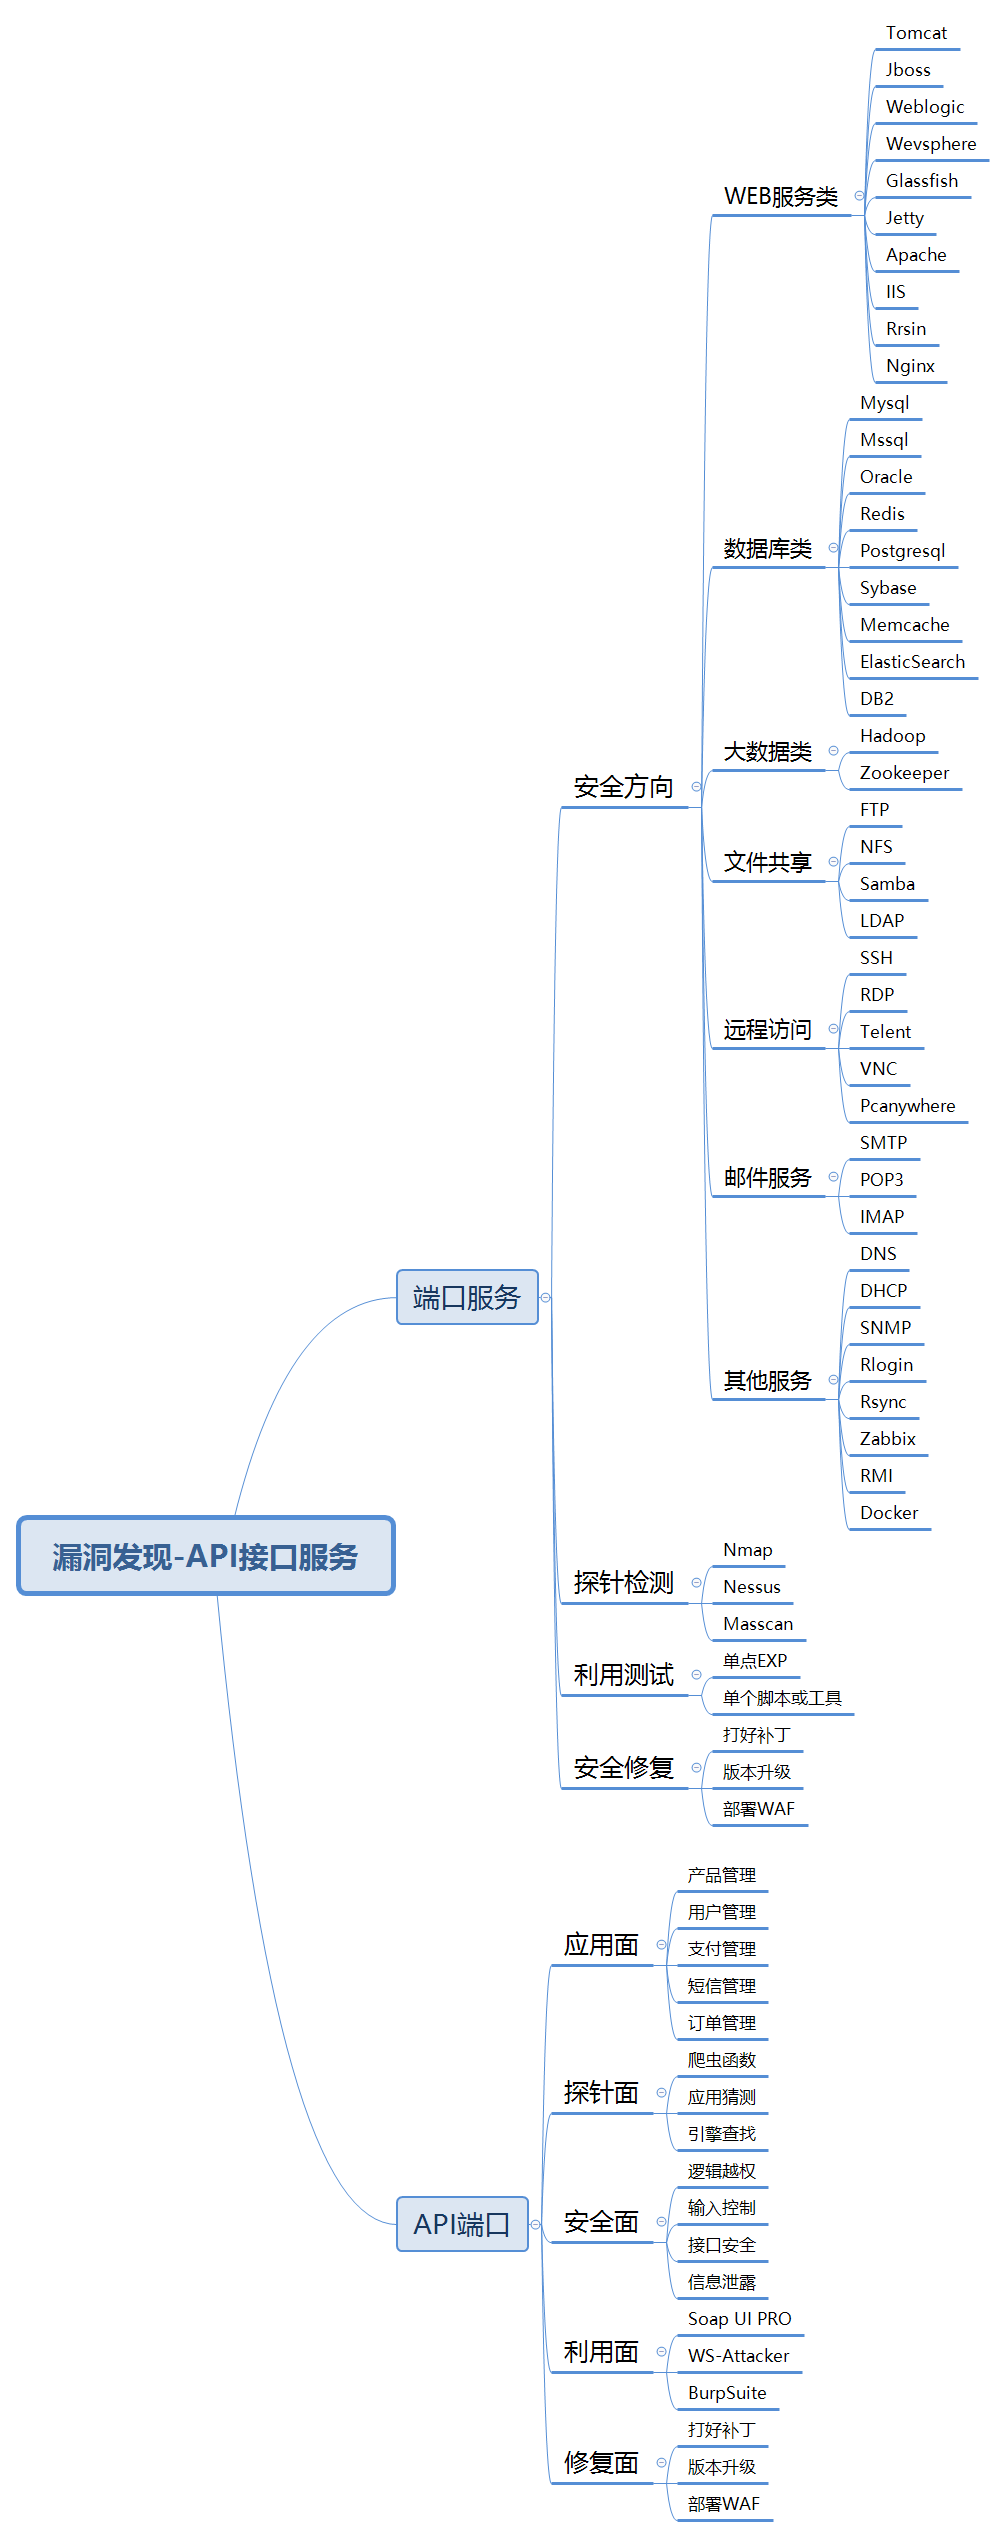 漏洞发现-API接口服务
端口服务
安全方向
WEB服务类
Tomcat
Jboss
Weblogic
Wevsphere
Glassfish
Jetty
Apache
IIS
Rrsin
Nginx
数据库类
Mysql
Mssql
Oracle
Redis
Postgresql
Sybase
Memcache
ElasticSearch
DB2
大数据类
Hadoop
Zookeeper
文件共享
FTP
NFS
Samba
LDAP
远程访问
SSH
RDP
Telent
VNC
Pcanywhere
邮件服务
SMTP
POP3
IMAP
其他服务
DNS
DHCP
SNMP
Rlogin
Rsync
Zabbix
RMI
Docker
探针检测
Nmap
Nessus
Masscan
利用测试
单点EXP
单个脚本或工具
安全修复
打好补丁
版本升级
部署WAF
API端口
应用面
产品管理
用户管理
支付管理
短信管理
订单管理
探针面
爬虫函数
应用猜测
引擎查找
安全面
逻辑越权
输入控制
接口安全
信息泄露
利用面
Soap UI PRO
WS-Attacker
BurpSuite
修复面
打好补丁
版本升级
部署WAF